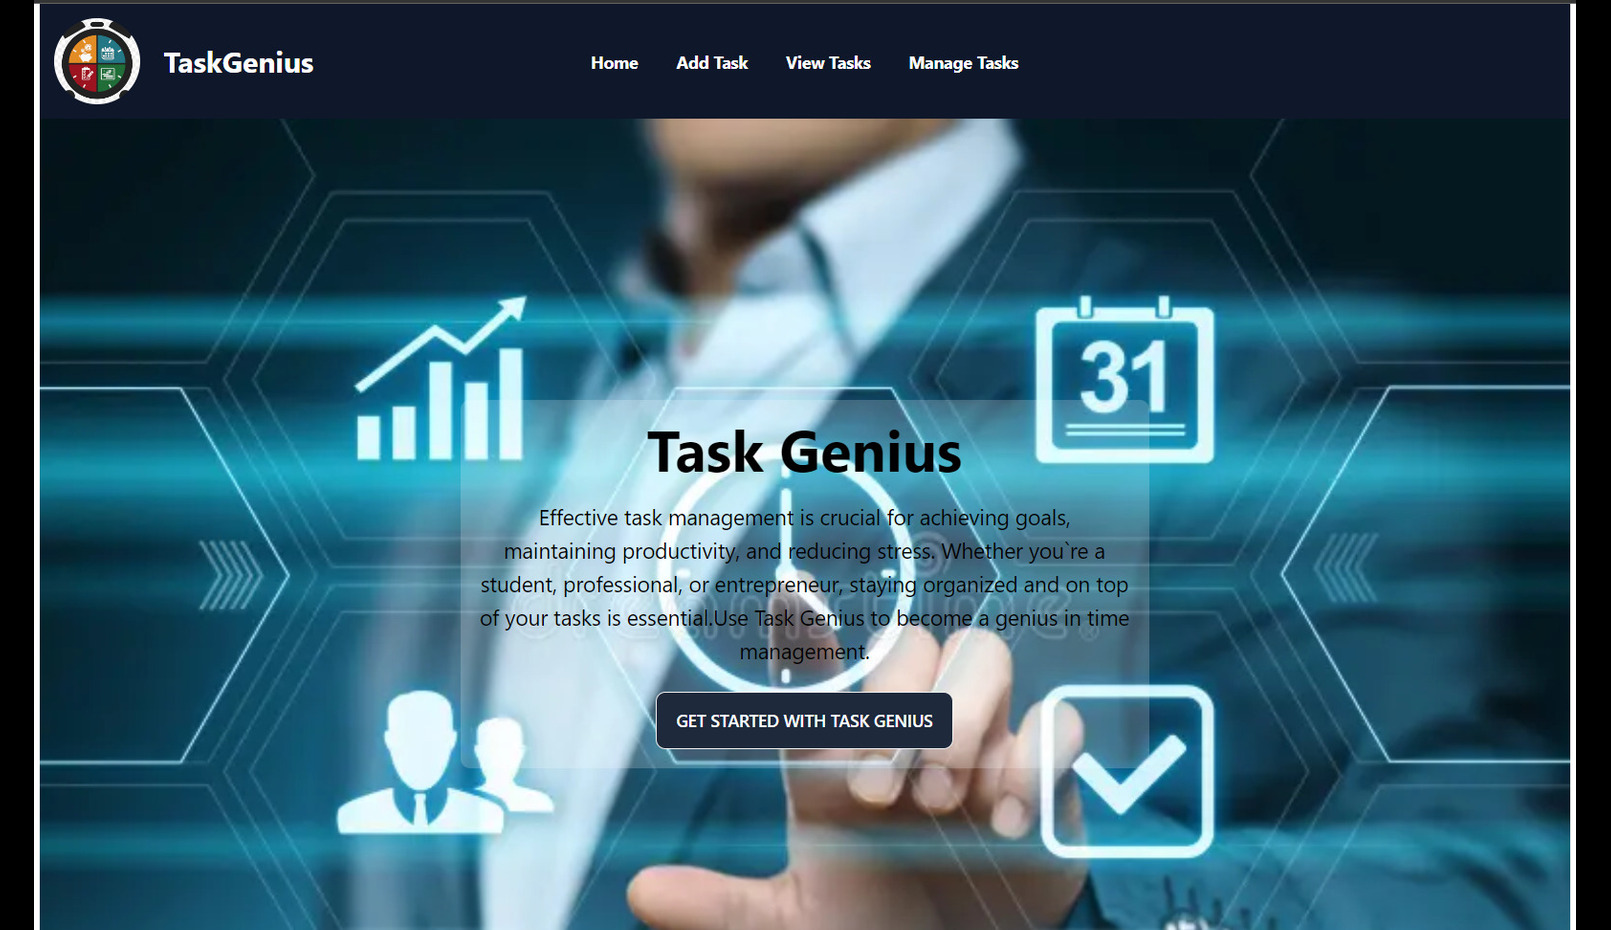 TaskGenius
Home
Add Task
View Tasks
Manage Tasks
31
Task Genius
Effective task management is crucial for achieving goals,
maintaining productivity, and reducing stress. Whether you`re a
student, professional, or entrepreneur, staying organized and on top
of your tasks is essential.Use Task Genius to become a genius in time
management.
GET STARTED WITH TASK GENIUS